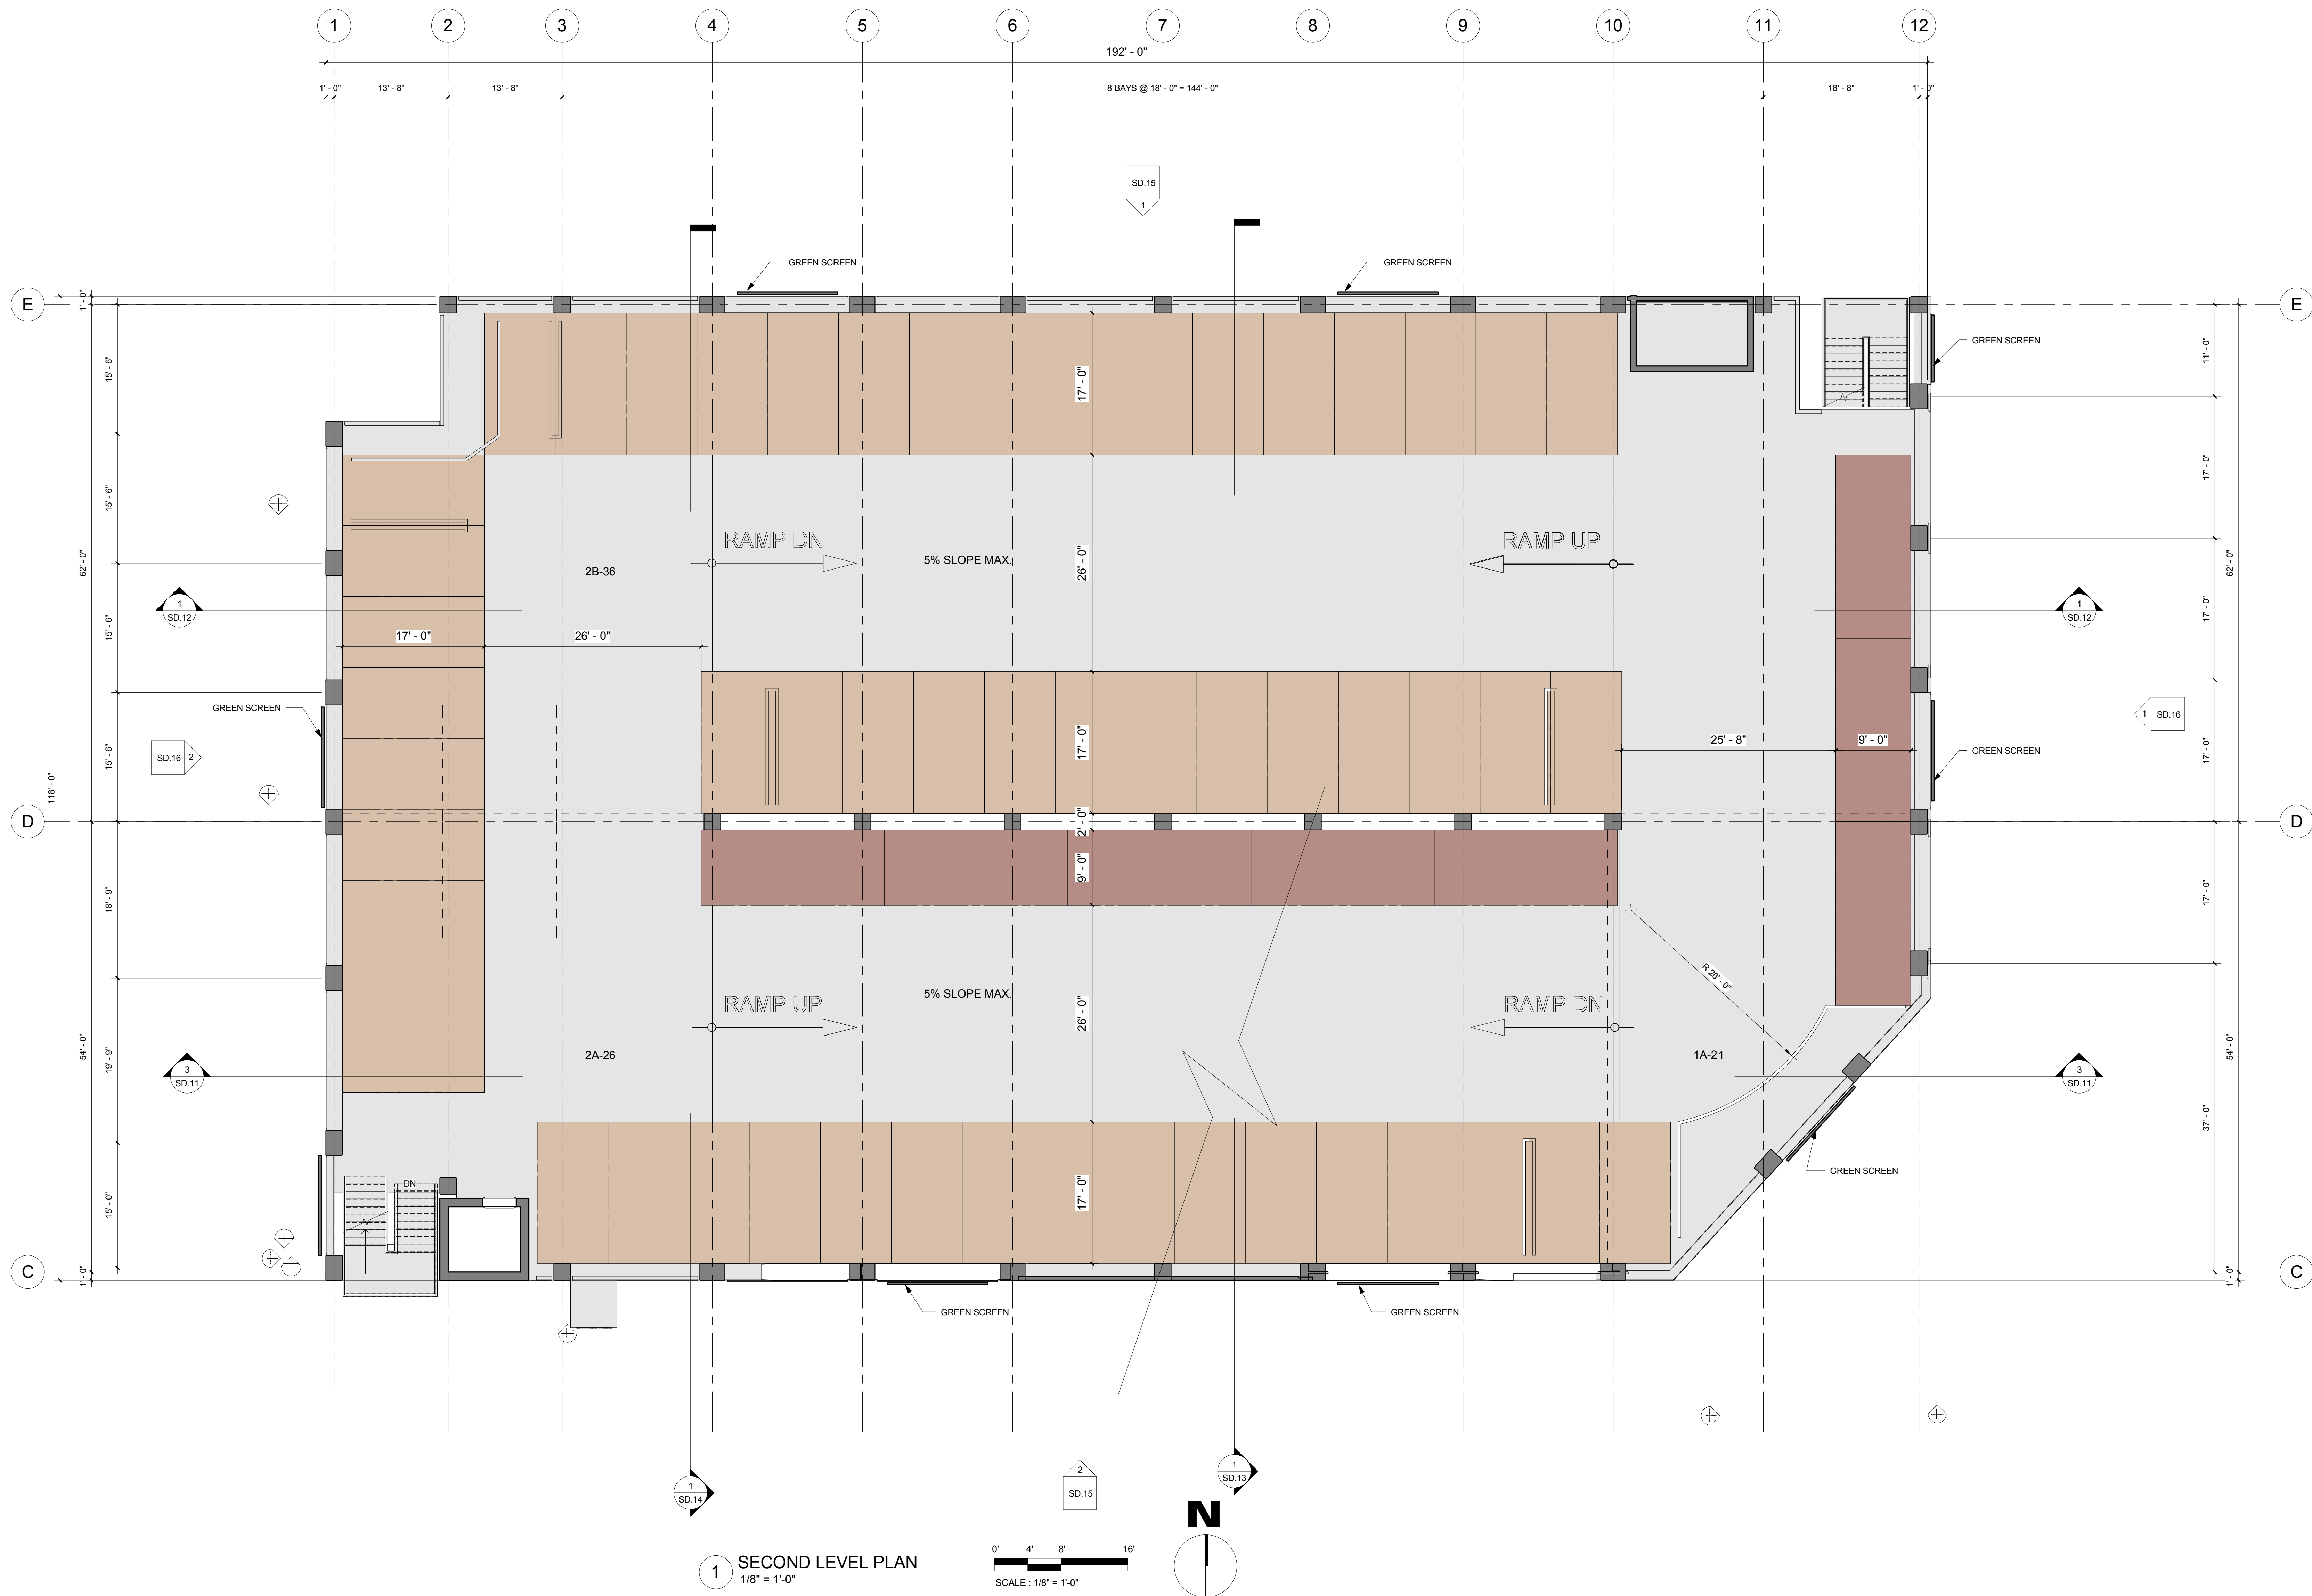 1 2 3 4 5 6 7 8 9 10 11 12
192' - 0"
1' - 0" 13' - 8" 13' - 8" 8 BAYS @ 18' - 0" = 144' - 0" 18' - 8" 1' - 0"
SD.15
1
GREEN SCREEN
GREEN SCREEN
E
1' - 0"
E
GREEN SCREEN
15' - 6"
11' - 0"
17' - 0"
15' - 6"
17' - 0"
RAMP DN
RAMP UP
5% SLOPE MAX.
2B-36
26' - 0"
62' - 0"
62' - 0"
1
SD.12
1
SD.12
15' - 6"
17' - 0"
17' - 0" 26' - 0"
GREEN SCREEN
SD.16 2
1 SD.16
15' - 6"
17' - 0"
17' - 0"
25' - 8" 9' - 0"
GREEN SCREEN
118' - 0"
D
2' - 0"
D
9' - 0"
18' - 9"
17' - 0"
R 26' - 0"
RAMP UP
5% SLOPE MAX.
RAMP DN
26' - 0"
2A-26
1A-21
54' - 0"
19' - 9"
54' - 0"
3
SD.11
3
SD.11
37' - 0"
GREEN SCREEN
DN
15' - 0"
17' - 0"
C
1' - 0"
1' - 0"
C
GREEN SCREEN
GREEN SCREEN
1
SD.14
2
SD.15
1
SD.13
N
1 SECOND LEVEL PLAN
1/8" = 1'-0"
0' 4' 8' 16'
SCALE : 1/8" = 1'-0"